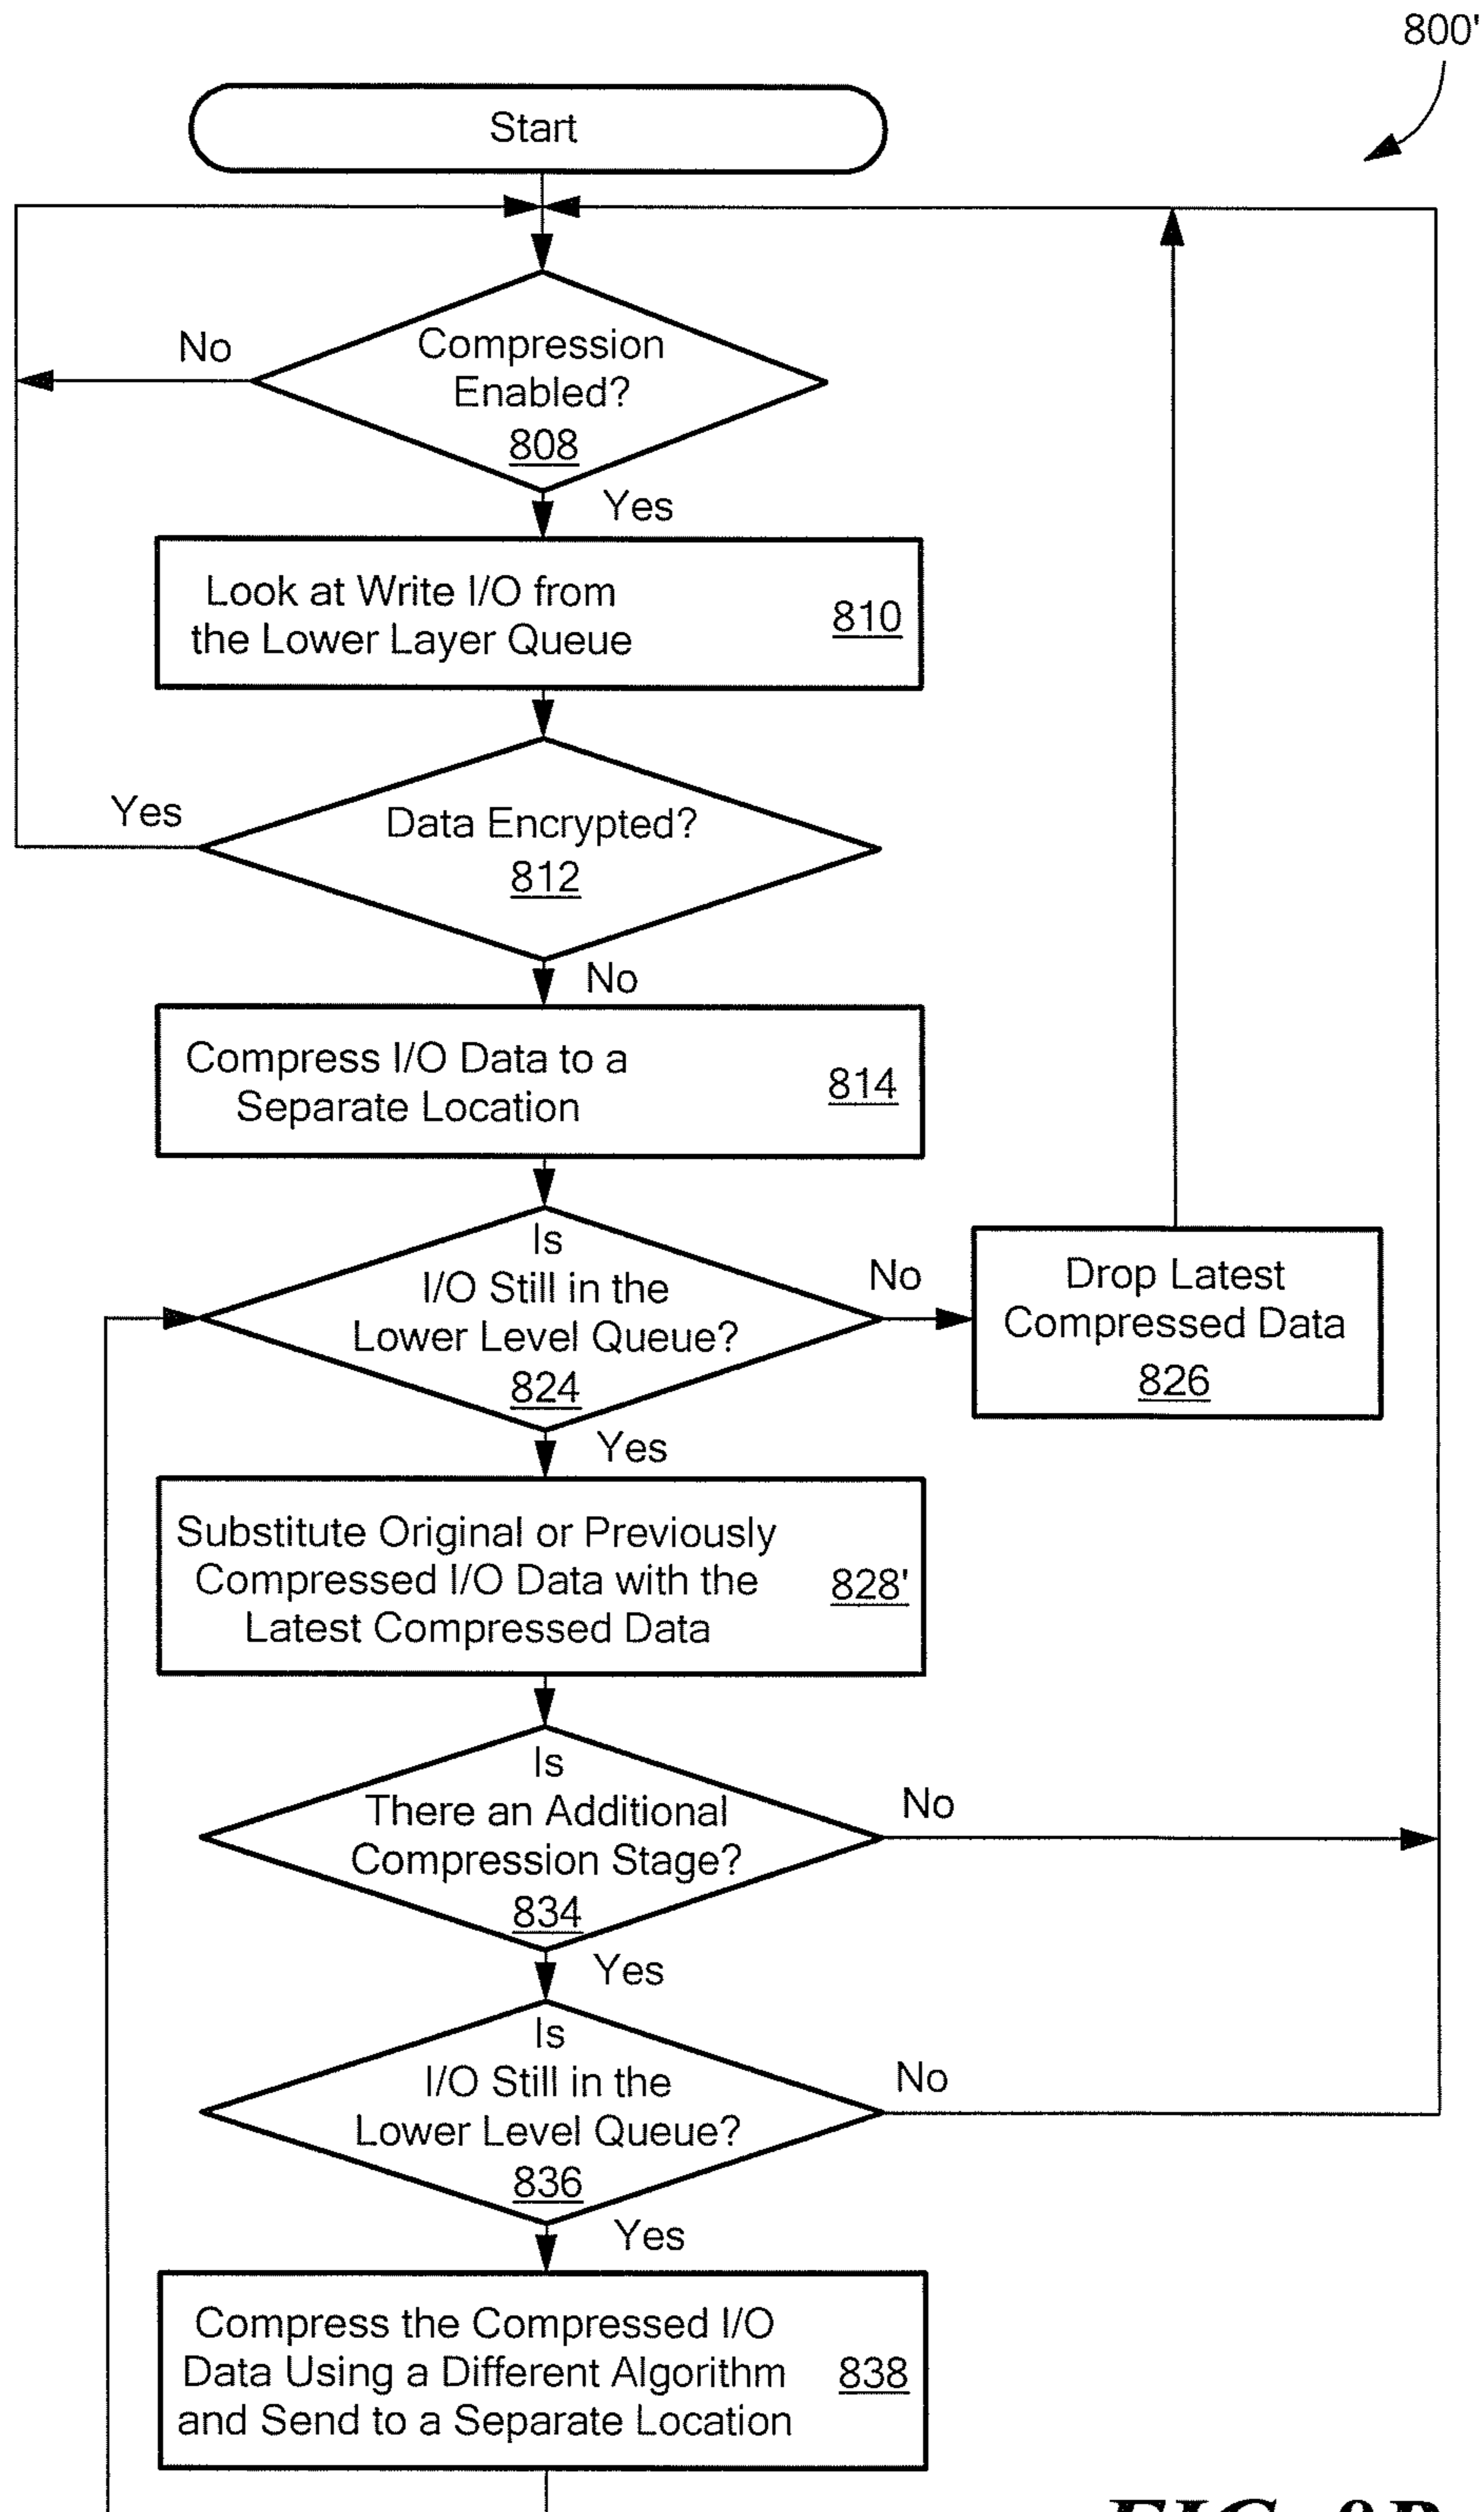 800'
Start
No
Compression
Enabled?
808
Yes
Look at Write I/O from
the Lower Layer Queue
810
Yes
Data Encrypted?
812
No
Compress I/O Data to a
Separate Location
814
Is
I/O Still in the
Lower Level Queue?
824
No
Drop Latest
Compressed Data
826
Yes
Substitute Original or Previously
Compressed I/O Data with the
Latest Compressed Data
828'
Is
There an Additional
Compression Stage?
834
No
Yes
Is
I/O Still in the
Lower Level Queue?
836
No
Yes
Compress the Compressed I/O
Data Using a Different Algorithm
and Send to a Separate Location
838